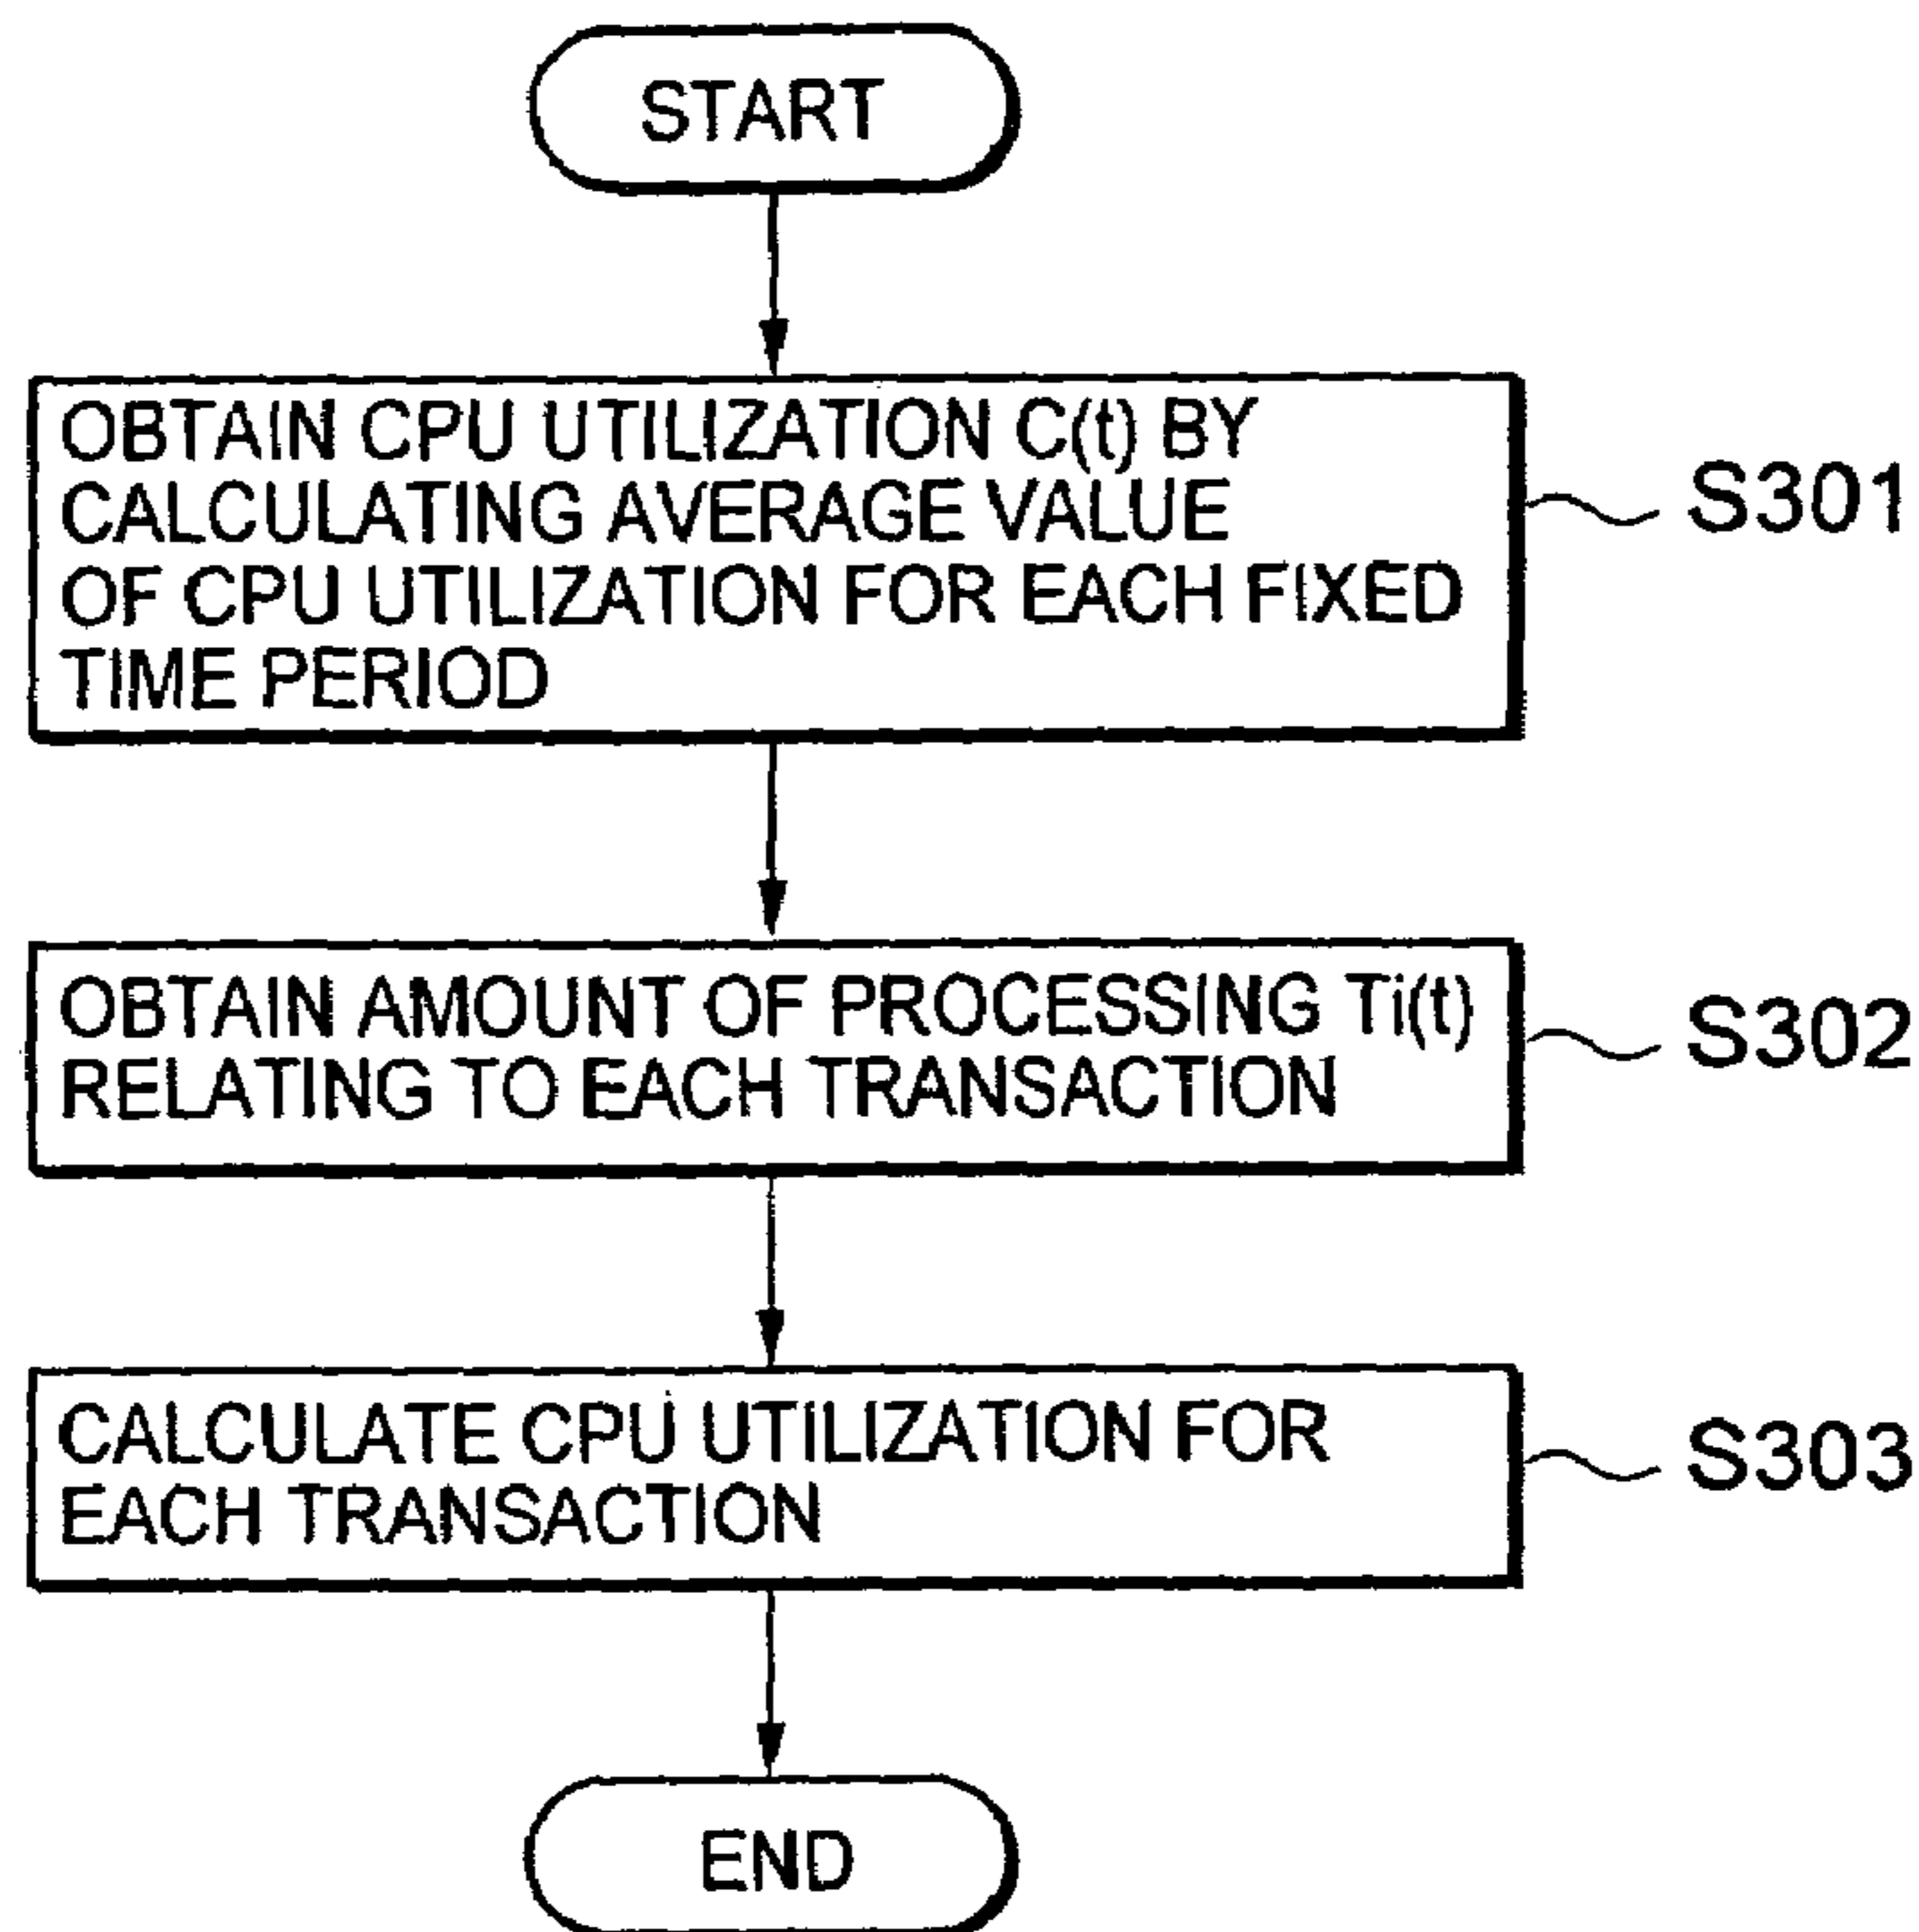 START
OBTAIN CPU UTILIZATION C(t) BY
CALCULATING AVERAGE VALUE
OF CPU UTILIZATION FOR EACH FIXED
TIME PERIOD
S301
OBTAIN AMOUNT OF PROCESSING Ti(t)
RELATING TO EACH TRANSACTION
S302
CALCULATE CPU UTILIZATION FOR
EACH TRANSACTION
S303
END